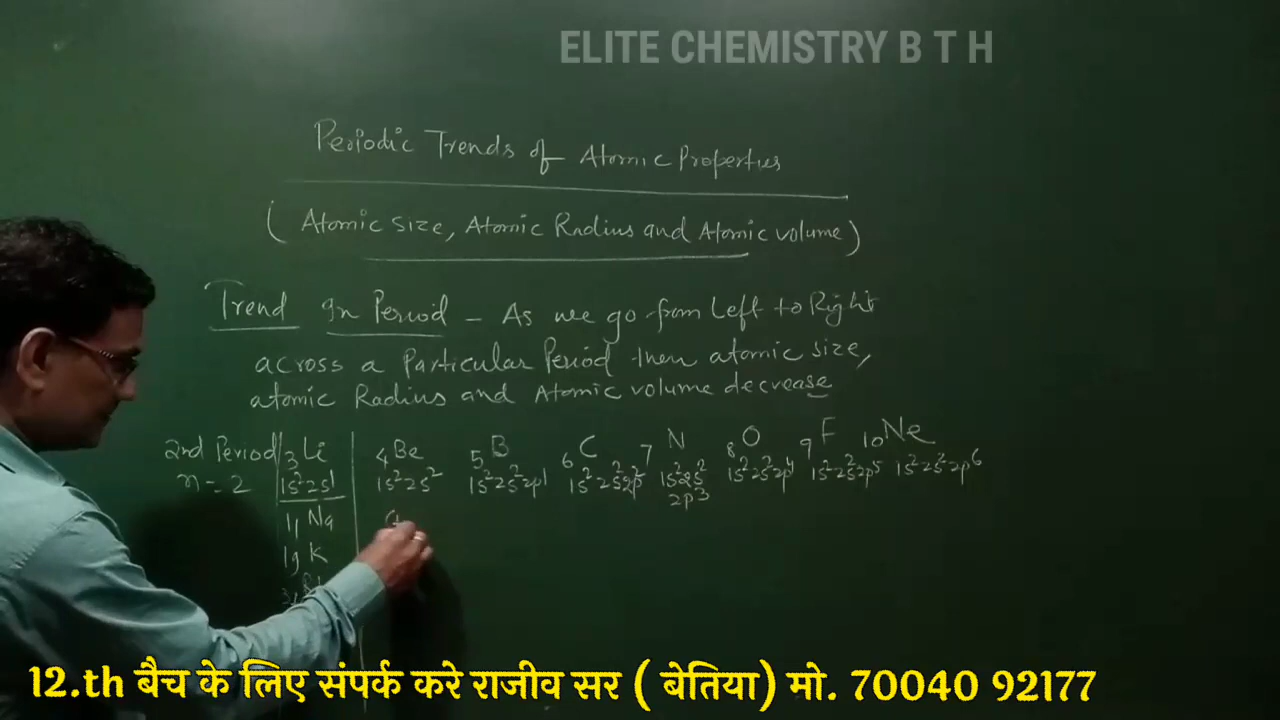 ELITE CHEMISTRY B T H
Periodic Trends of Atomic Properties
( Atomic size, Atomic Radius and Atomic volume )
Trend In Period - As we go from Left to Right
across a Particular Period then atomic size,
atomic Radius and Atomic volume decrease
2nd Period ₃Li ₄Be ₅B ₆C ₇N ₈O ₉F ₁₀Ne
n = 2 1s²2s¹ 1s²2s² 1s²2s²2p¹ 1s²2s²2p² 1s²2s² 1s²2s²2p⁴ 1s²2s²2p⁵ 1s²2s²2p⁶
2p³
₁₁Na
₁₉K
12.th बैच के लिए संपर्क करे राजीव सर ( बेतिया) मो. 70040 92177